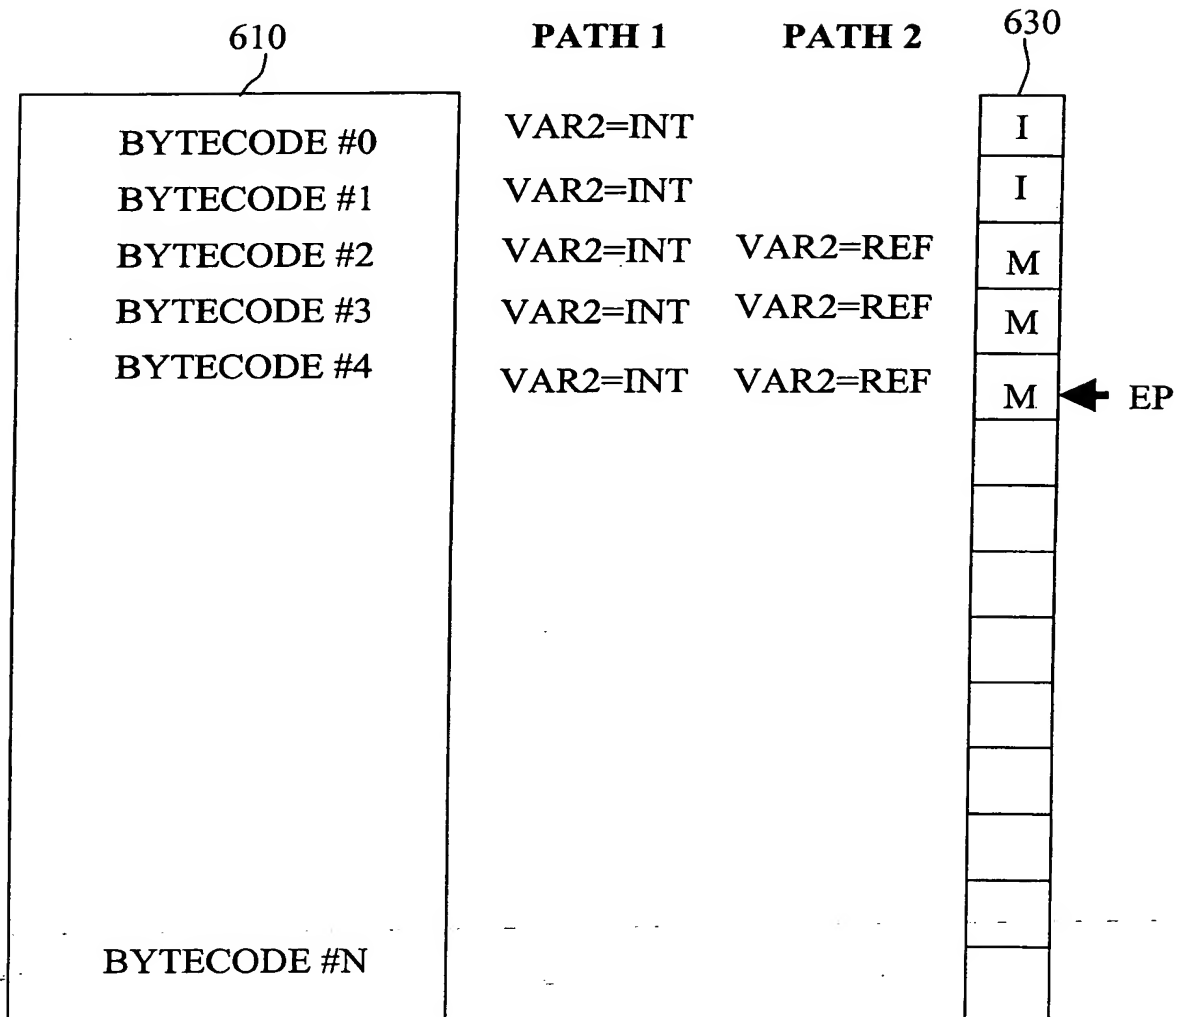 610 PATH 1 PATH 2 630
BYTECODE #0 VAR2=INT I
BYTECODE #1 VAR2=INT I
BYTECODE #2 VAR2=INT VAR2=REF M
BYTECODE #3 VAR2=INT VAR2=REF M
BYTECODE #4 VAR2=INT VAR2=REF M EP
BYTECODE #N